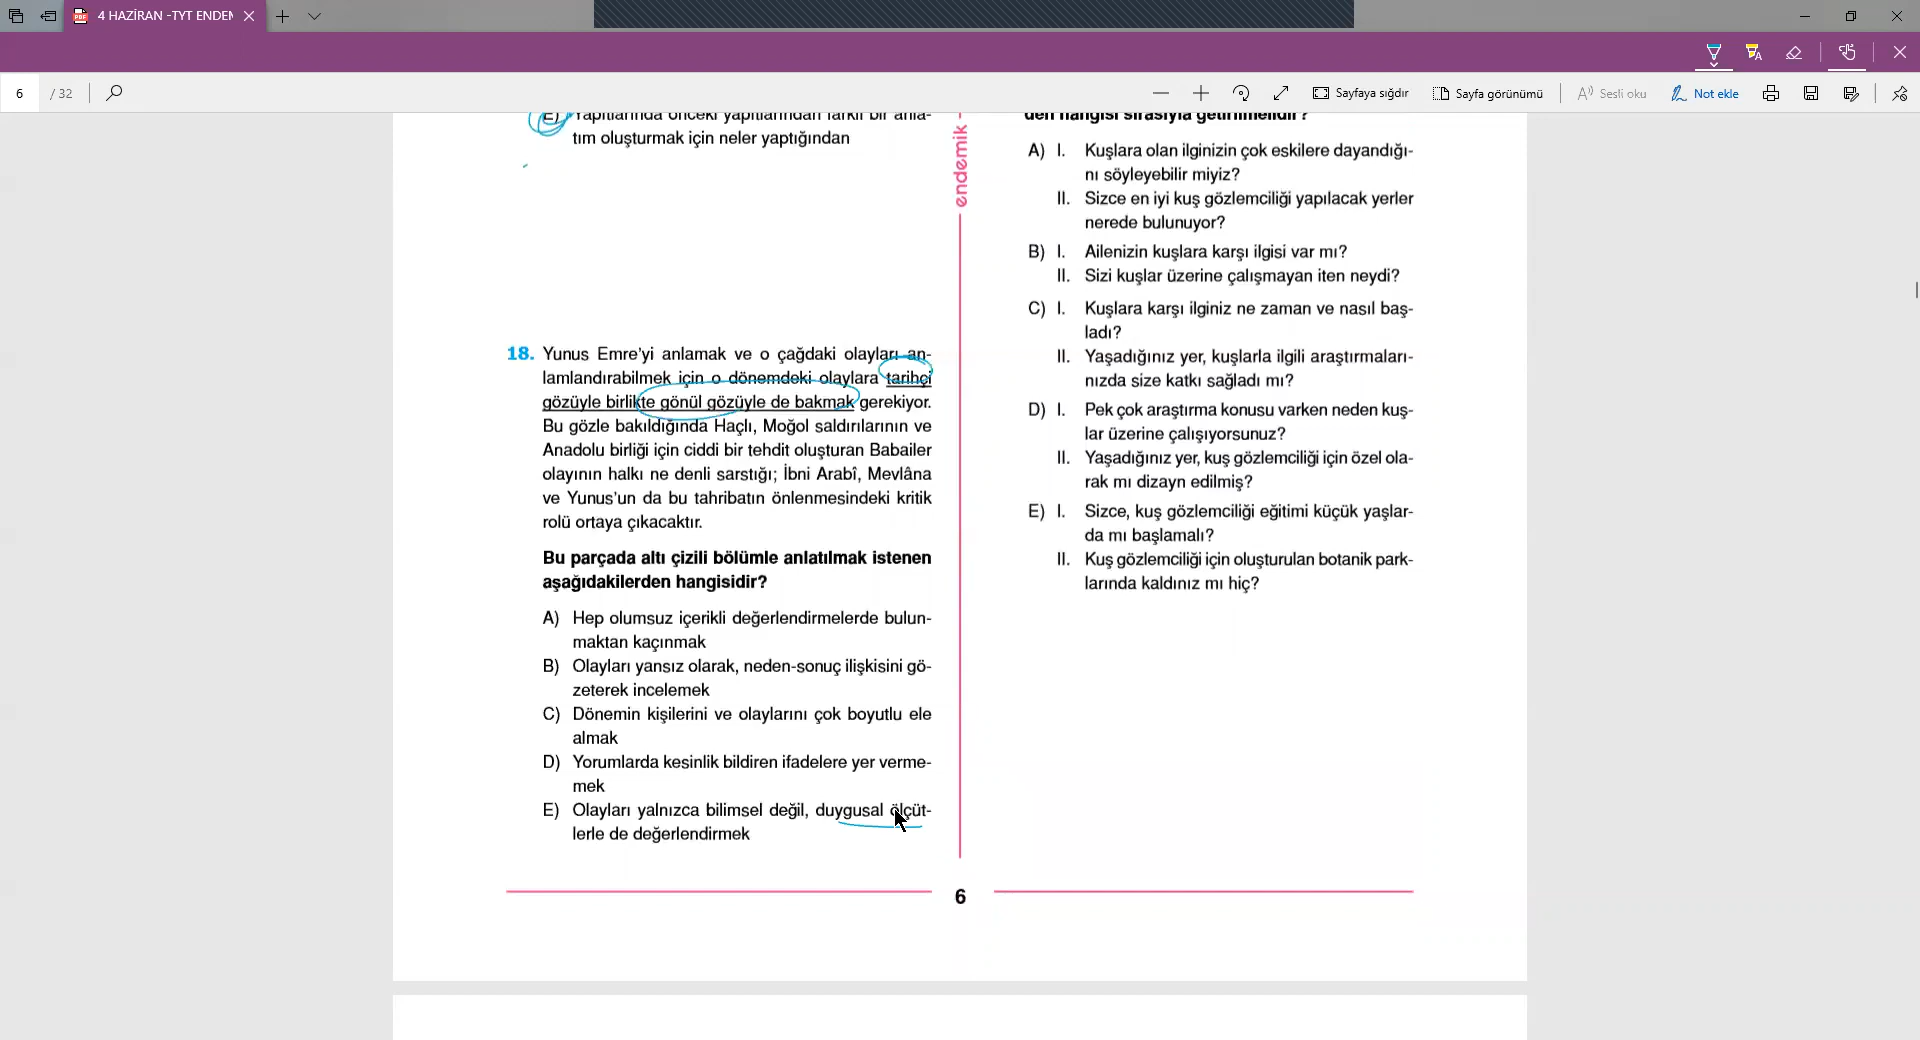 4 HAZİRAN -TYT ENDEM
6 / 32
Sayfaya sığdır
Sayfa görünümü
Sesli oku
Not ekle
E) Yapıtlarında önceki yapıtlarından farklı bir anla-
tım oluşturmak için neler yaptığından
18. Yunus Emre'yi anlamak ve o çağdaki olayları an-
lamlandırabilmek için o dönemdeki olaylara tarihçi
gözüyle birlikte gönül gözüyle de bakmak gerekiyor.
Bu gözle bakıldığında Haçlı, Moğol saldırılarının ve
Anadolu birliği için ciddi bir tehdit oluşturan Babailer
olayının halkı ne denli sarstığı; İbni Arabî, Mevlâna
ve Yunus'un da bu tahribatın önlenmesindeki kritik
rolü ortaya çıkacaktır.
Bu parçada altı çizili bölümle anlatılmak istenen
aşağıdakilerden hangisidir?
A) Hep olumsuz içerikli değerlendirmelerde bulun-
maktan kaçınmak
B) Olayları yansız olarak, neden-sonuç ilişkisini gö-
zeterek incelemek
C) Dönemin kişilerini ve olaylarını çok boyutlu ele
almak
D) Yorumlarda kesinlik bildiren ifadelere yer verme-
mek
E) Olayları yalnızca bilimsel değil, duygusal ölçüt-
lerle de değerlendirmek
endemik -
den hangisi sırasıyla getirilmelidir?
A) I. Kuşlara olan ilginizin çok eskilere dayandığı-
nı söyleyebilir miyiz?
II. Sizce en iyi kuş gözlemciliği yapılacak yerler
nerede bulunuyor?
B) I. Ailenizin kuşlara karşı ilgisi var mı?
II. Sizi kuşlar üzerine çalışmayan iten neydi?
C) I. Kuşlara karşı ilginiz ne zaman ve nasıl baş-
ladı?
II. Yaşadığınız yer, kuşlarla ilgili araştırmaları-
nızda size katkı sağladı mı?
D) I. Pek çok araştırma konusu varken neden kuş-
lar üzerine çalışıyorsunuz?
II. Yaşadığınız yer, kuş gözlemciliği için özel ola-
rak mı dizayn edilmiş?
E) I. Sizce, kuş gözlemciliği eğitimi küçük yaşlar-
da mı başlamalı?
II. Kuş gözlemciliği için oluşturulan botanik park-
larında kaldınız mı hiç?
6